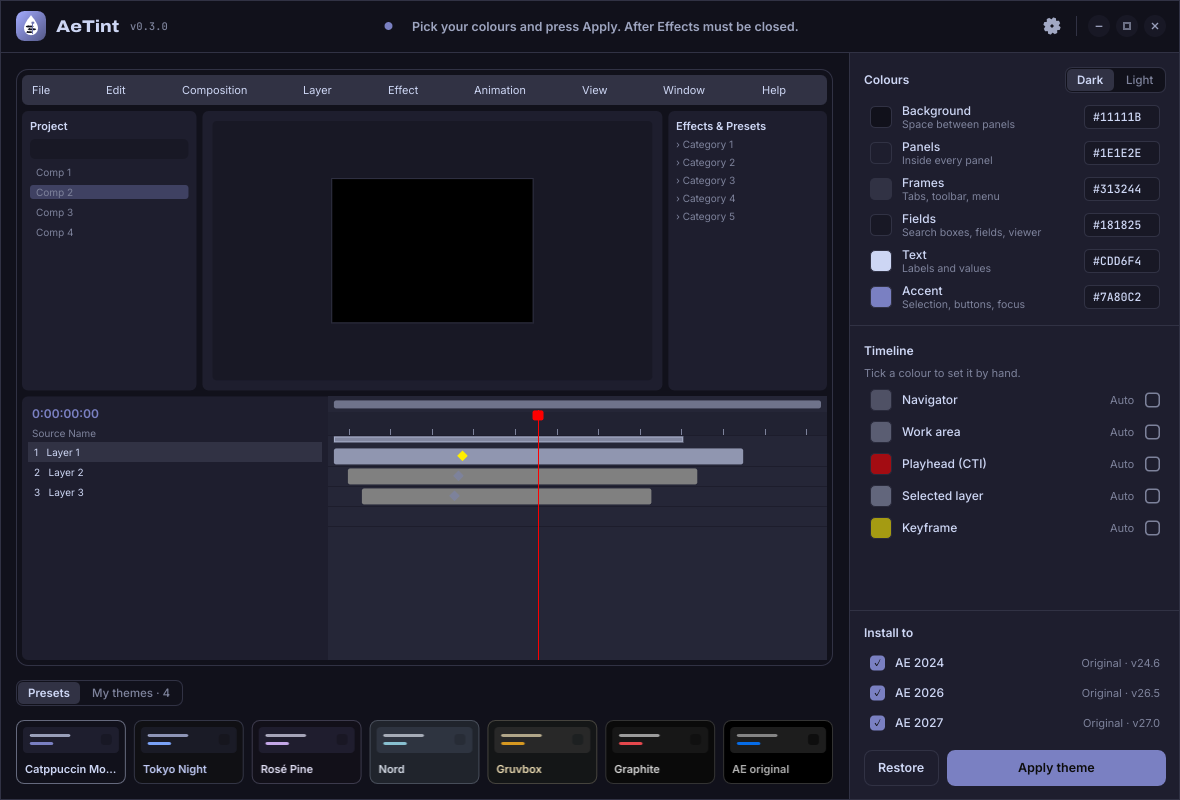 AeTint v0.3.0
Pick your colours and press Apply. After Effects must be closed.
File Edit Composition Layer Effect Animation View Window Help
Project
Comp 1
Comp 2
Comp 3
Comp 4
Effects & Presets
› Category 1
› Category 2
› Category 3
› Category 4
› Category 5
0:00:00:00
Source Name
1 Layer 1
2 Layer 2
3 Layer 3
Presets My themes · 4
Catppuccin Mo...
Tokyo Night
Rosé Pine
Nord
Gruvbox
Graphite
AE original
Colours Dark Light
Background #11111B
Space between panels
Panels #1E1E2E
Inside every panel
Frames #313244
Tabs, toolbar, menu
Fields #181825
Search boxes, fields, viewer
Text #CDD6F4
Labels and values
Accent #7A80C2
Selection, buttons, focus
Timeline
Tick a colour to set it by hand.
Navigator Auto
Work area Auto
Playhead (CTI) Auto
Selected layer Auto
Keyframe Auto
Install to
AE 2024 Original · v24.6
AE 2026 Original · v26.5
AE 2027 Original · v27.0
Restore Apply theme